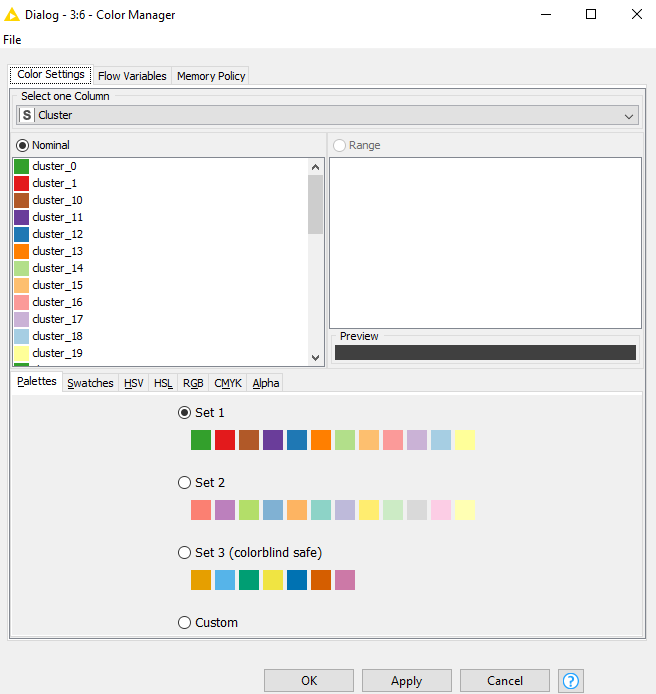 Dialog - 3:6 - Color Manager
File
Color Settings Flow Variables Memory Policy
Select one Column
S Cluster
Nominal Range
cluster_0
cluster_1
cluster_10
cluster_11
cluster_12
cluster_13
cluster_14
cluster_15
cluster_16
cluster_17
cluster_18
cluster_19
Preview
Palettes Swatches HSV HSL RGB CMYK Alpha
Set 1
Set 2
Set 3 (colorblind safe)
Custom
OK Apply Cancel ?